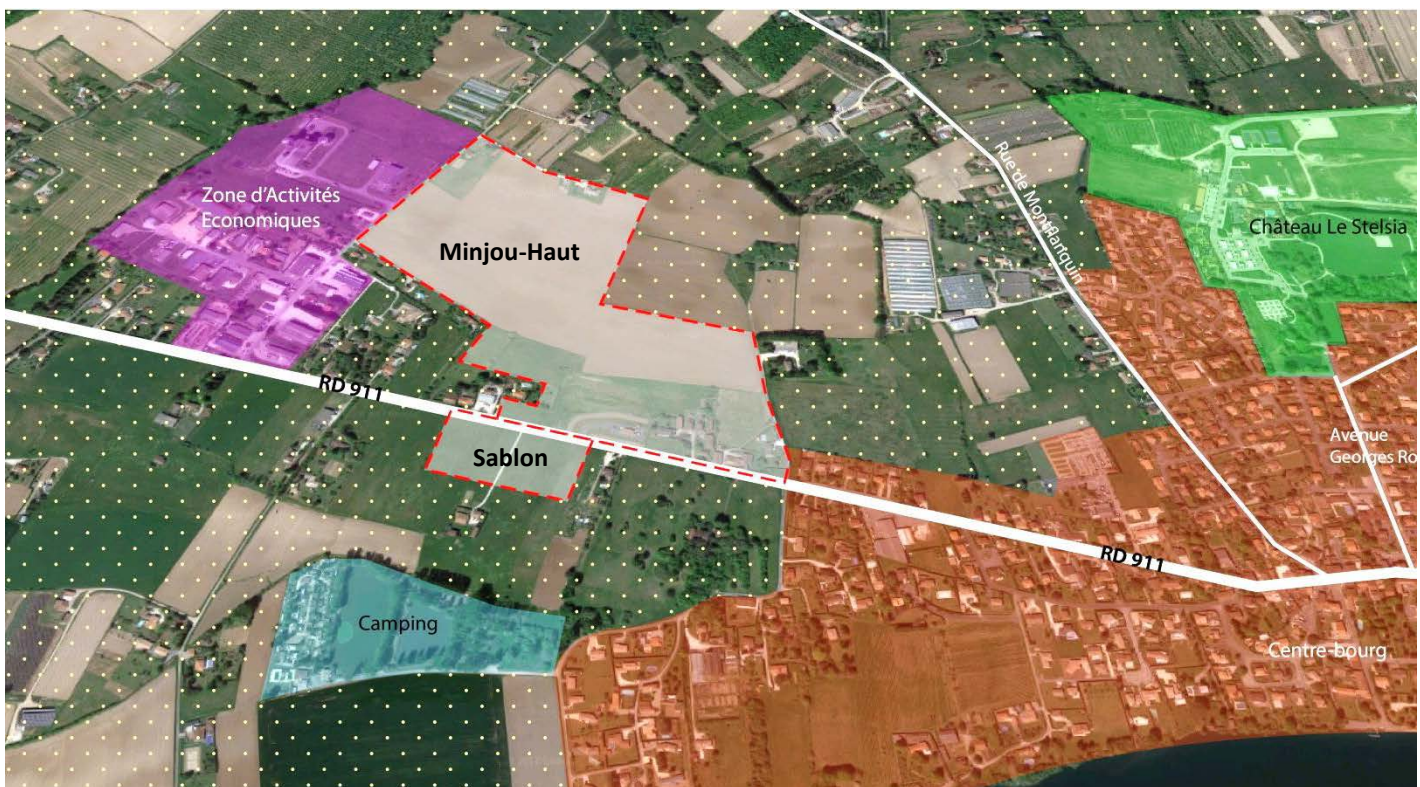 Zone d'Activités
Economiques
Minjou-Haut
Rue de Montflanquin
Château Le Stelsia
RD 911
Sablon
Avenue
Georges Ro
RD 911
Camping
Centre-bourg